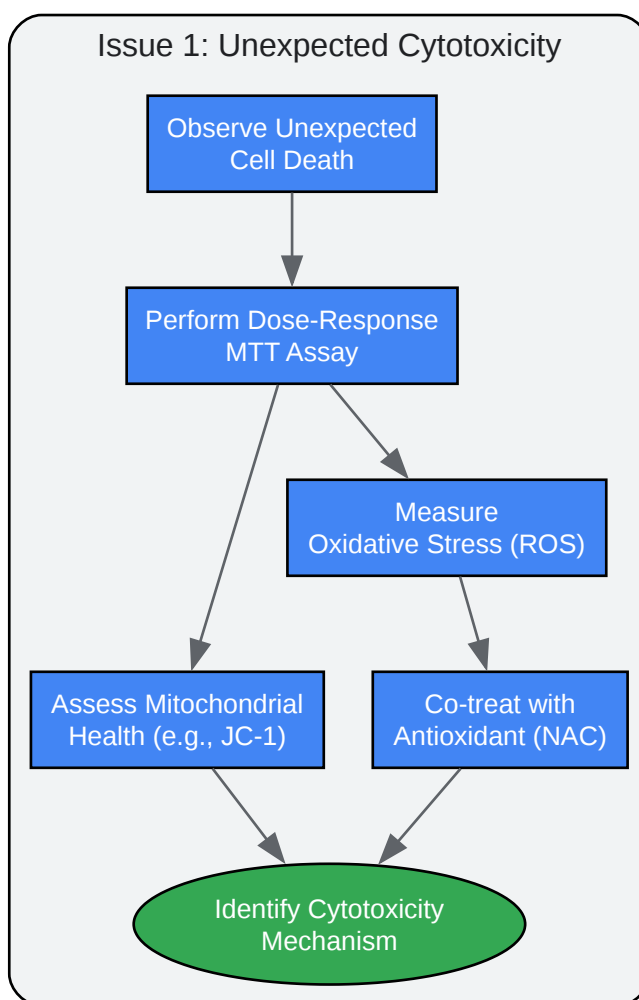 Issue 1: Unexpected Cytotoxicity
Observe Unexpected
Cell Death
Perform Dose-Response
MTT Assay
Measure
Oxidative Stress (ROS)
Assess Mitochondrial
Health (e.g., JC-1)
Co-treat with
Antioxidant (NAC)
Identify Cytotoxicity
Mechanism